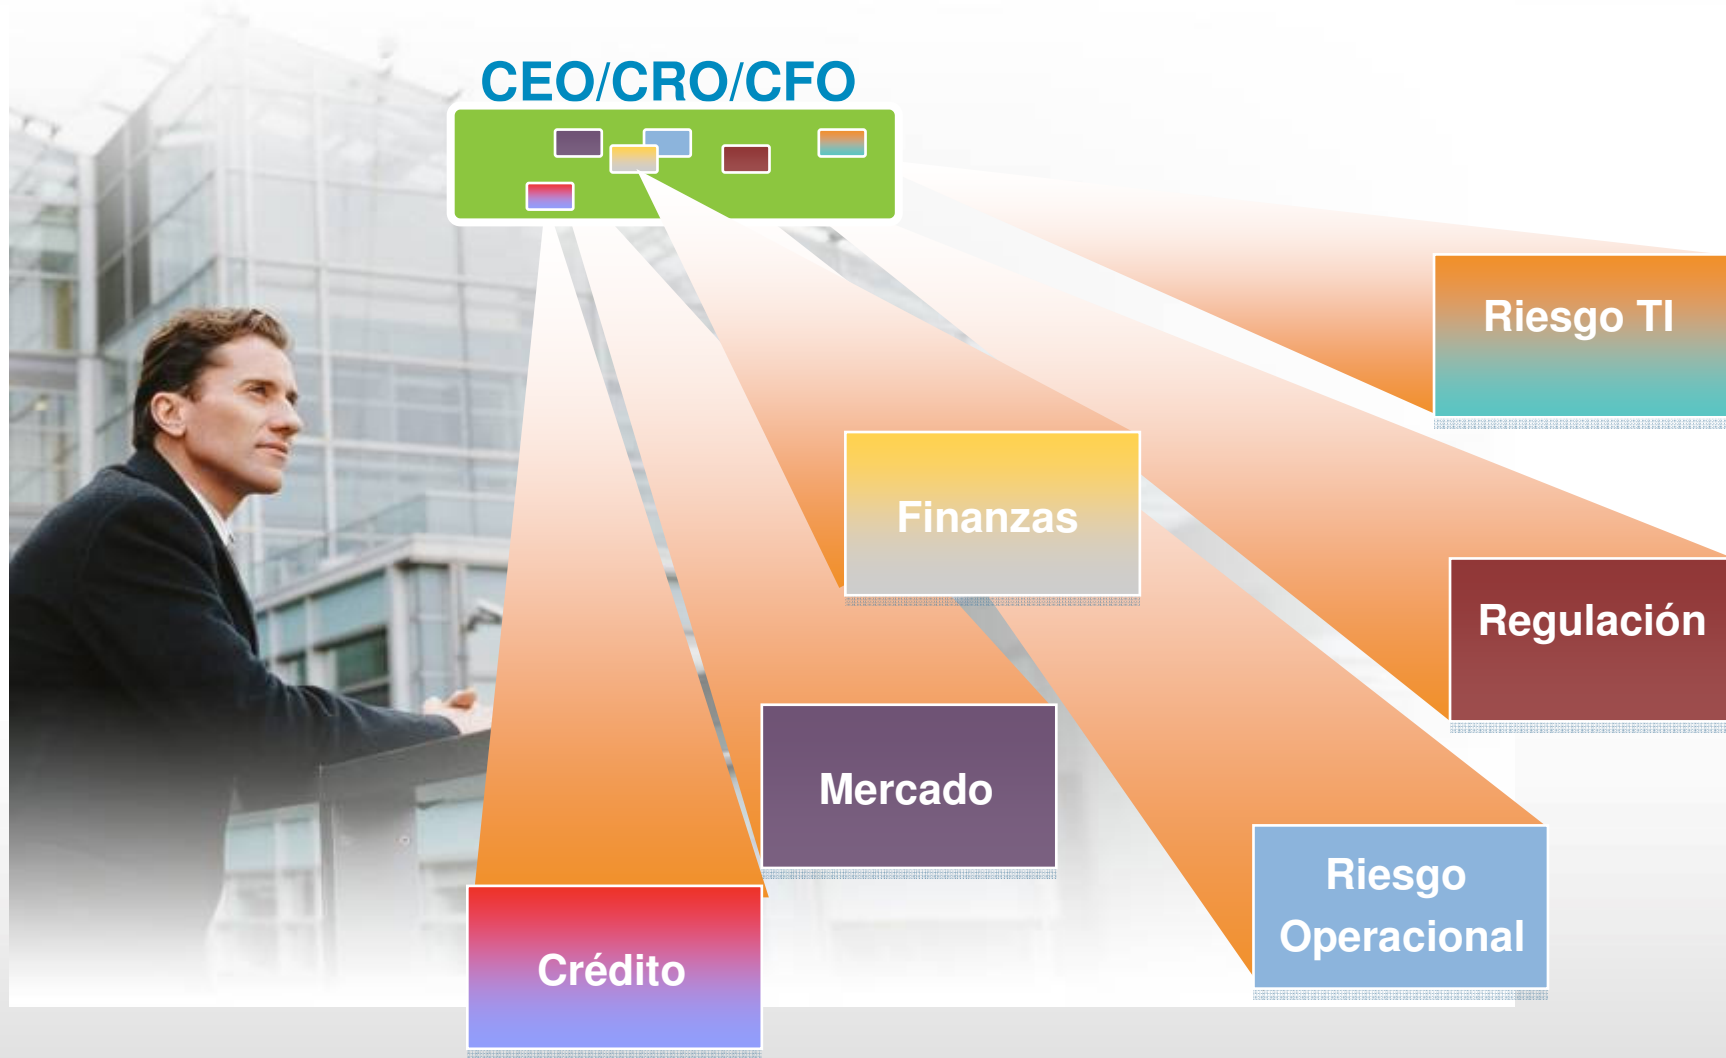 CEO/CRO/CFO
Riesgo TI
Finanzas
Regulación
Mercado
Riesgo
Operacional
Crédito